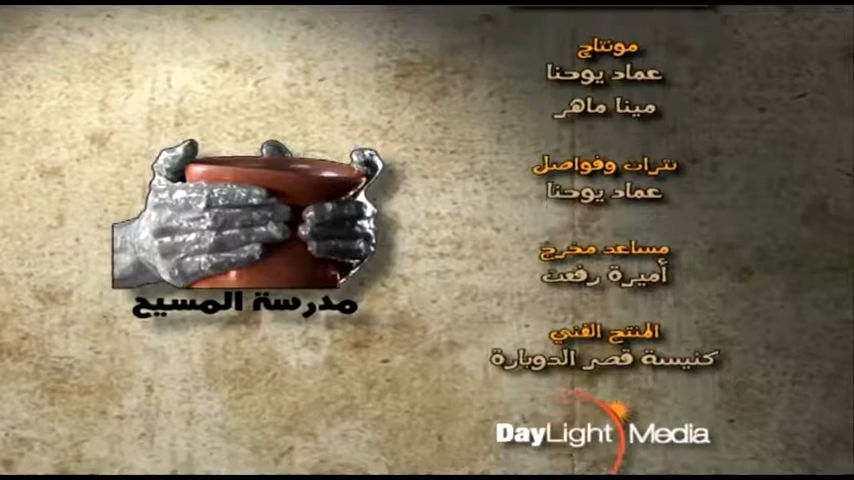 مونتاج
عماد يوحنا
مينا ماهر
تترات وفواصل
عماد يوحنا
مساعد مخرج
أميرة رفعت
المنتج الفني
كنيسة قصر الدوبارة
DayLight Media
مدرسة المسيح